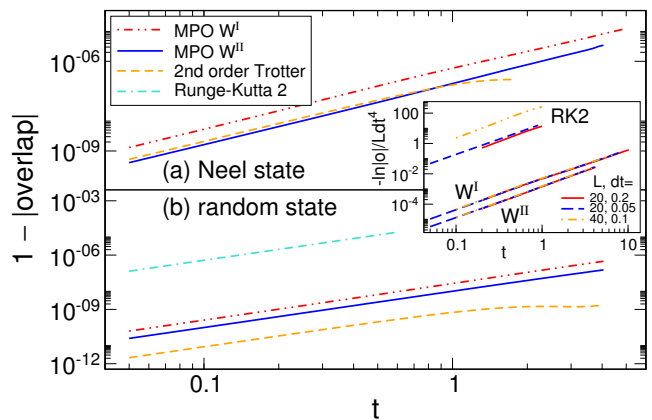 MPO W^I
MPO W^II
2nd order Trotter
Runge-Kutta 2
10^-06
10^-09
(a) Neel state
10^-03
(b) random state
10^-06
10^-09
10^-12
1 − |overlap|
0.1
1
t
RK2
W^I
W^II
L, dt=
20, 0.2
20, 0.05
40, 0.1
-ln|o|/Ldt^4
10^2
1
10^-2
10^-4
0.1
1
10
t